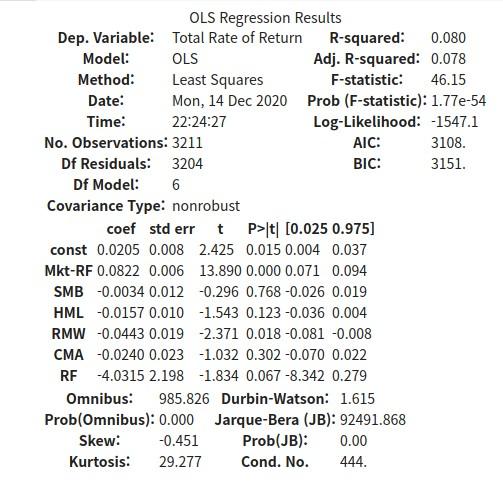 OLS Regression Results
Dep. Variable: Total Rate of Return R-squared: 0.080
Model: OLS Adj. R-squared: 0.078
Method: Least Squares F-statistic: 46.15
Date: Mon, 14 Dec 2020 Prob (F-statistic): 1.77e-54
Time: 22:24:27 Log-Likelihood: -1547.1
No. Observations: 3211 AIC: 3108.
Df Residuals: 3204 BIC: 3151.
Df Model: 6
Covariance Type: nonrobust
coef std err t P>|t| [0.025 0.975]
const 0.0205 0.008 2.425 0.015 0.004 0.037
Mkt-RF 0.0822 0.006 13.890 0.000 0.071 0.094
SMB -0.0034 0.012 -0.296 0.768 -0.026 0.019
HML -0.0157 0.010 -1.543 0.123 -0.036 0.004
RMW -0.0443 0.019 -2.371 0.018 -0.081 -0.008
CMA -0.0240 0.023 -1.032 0.302 -0.070 0.022
RF -4.0315 2.198 -1.834 0.067 -8.342 0.279
Omnibus: 985.826 Durbin-Watson: 1.615
Prob(Omnibus): 0.000 Jarque-Bera (JB): 92491.868
Skew: -0.451 Prob(JB): 0.00
Kurtosis: 29.277 Cond. No. 444.